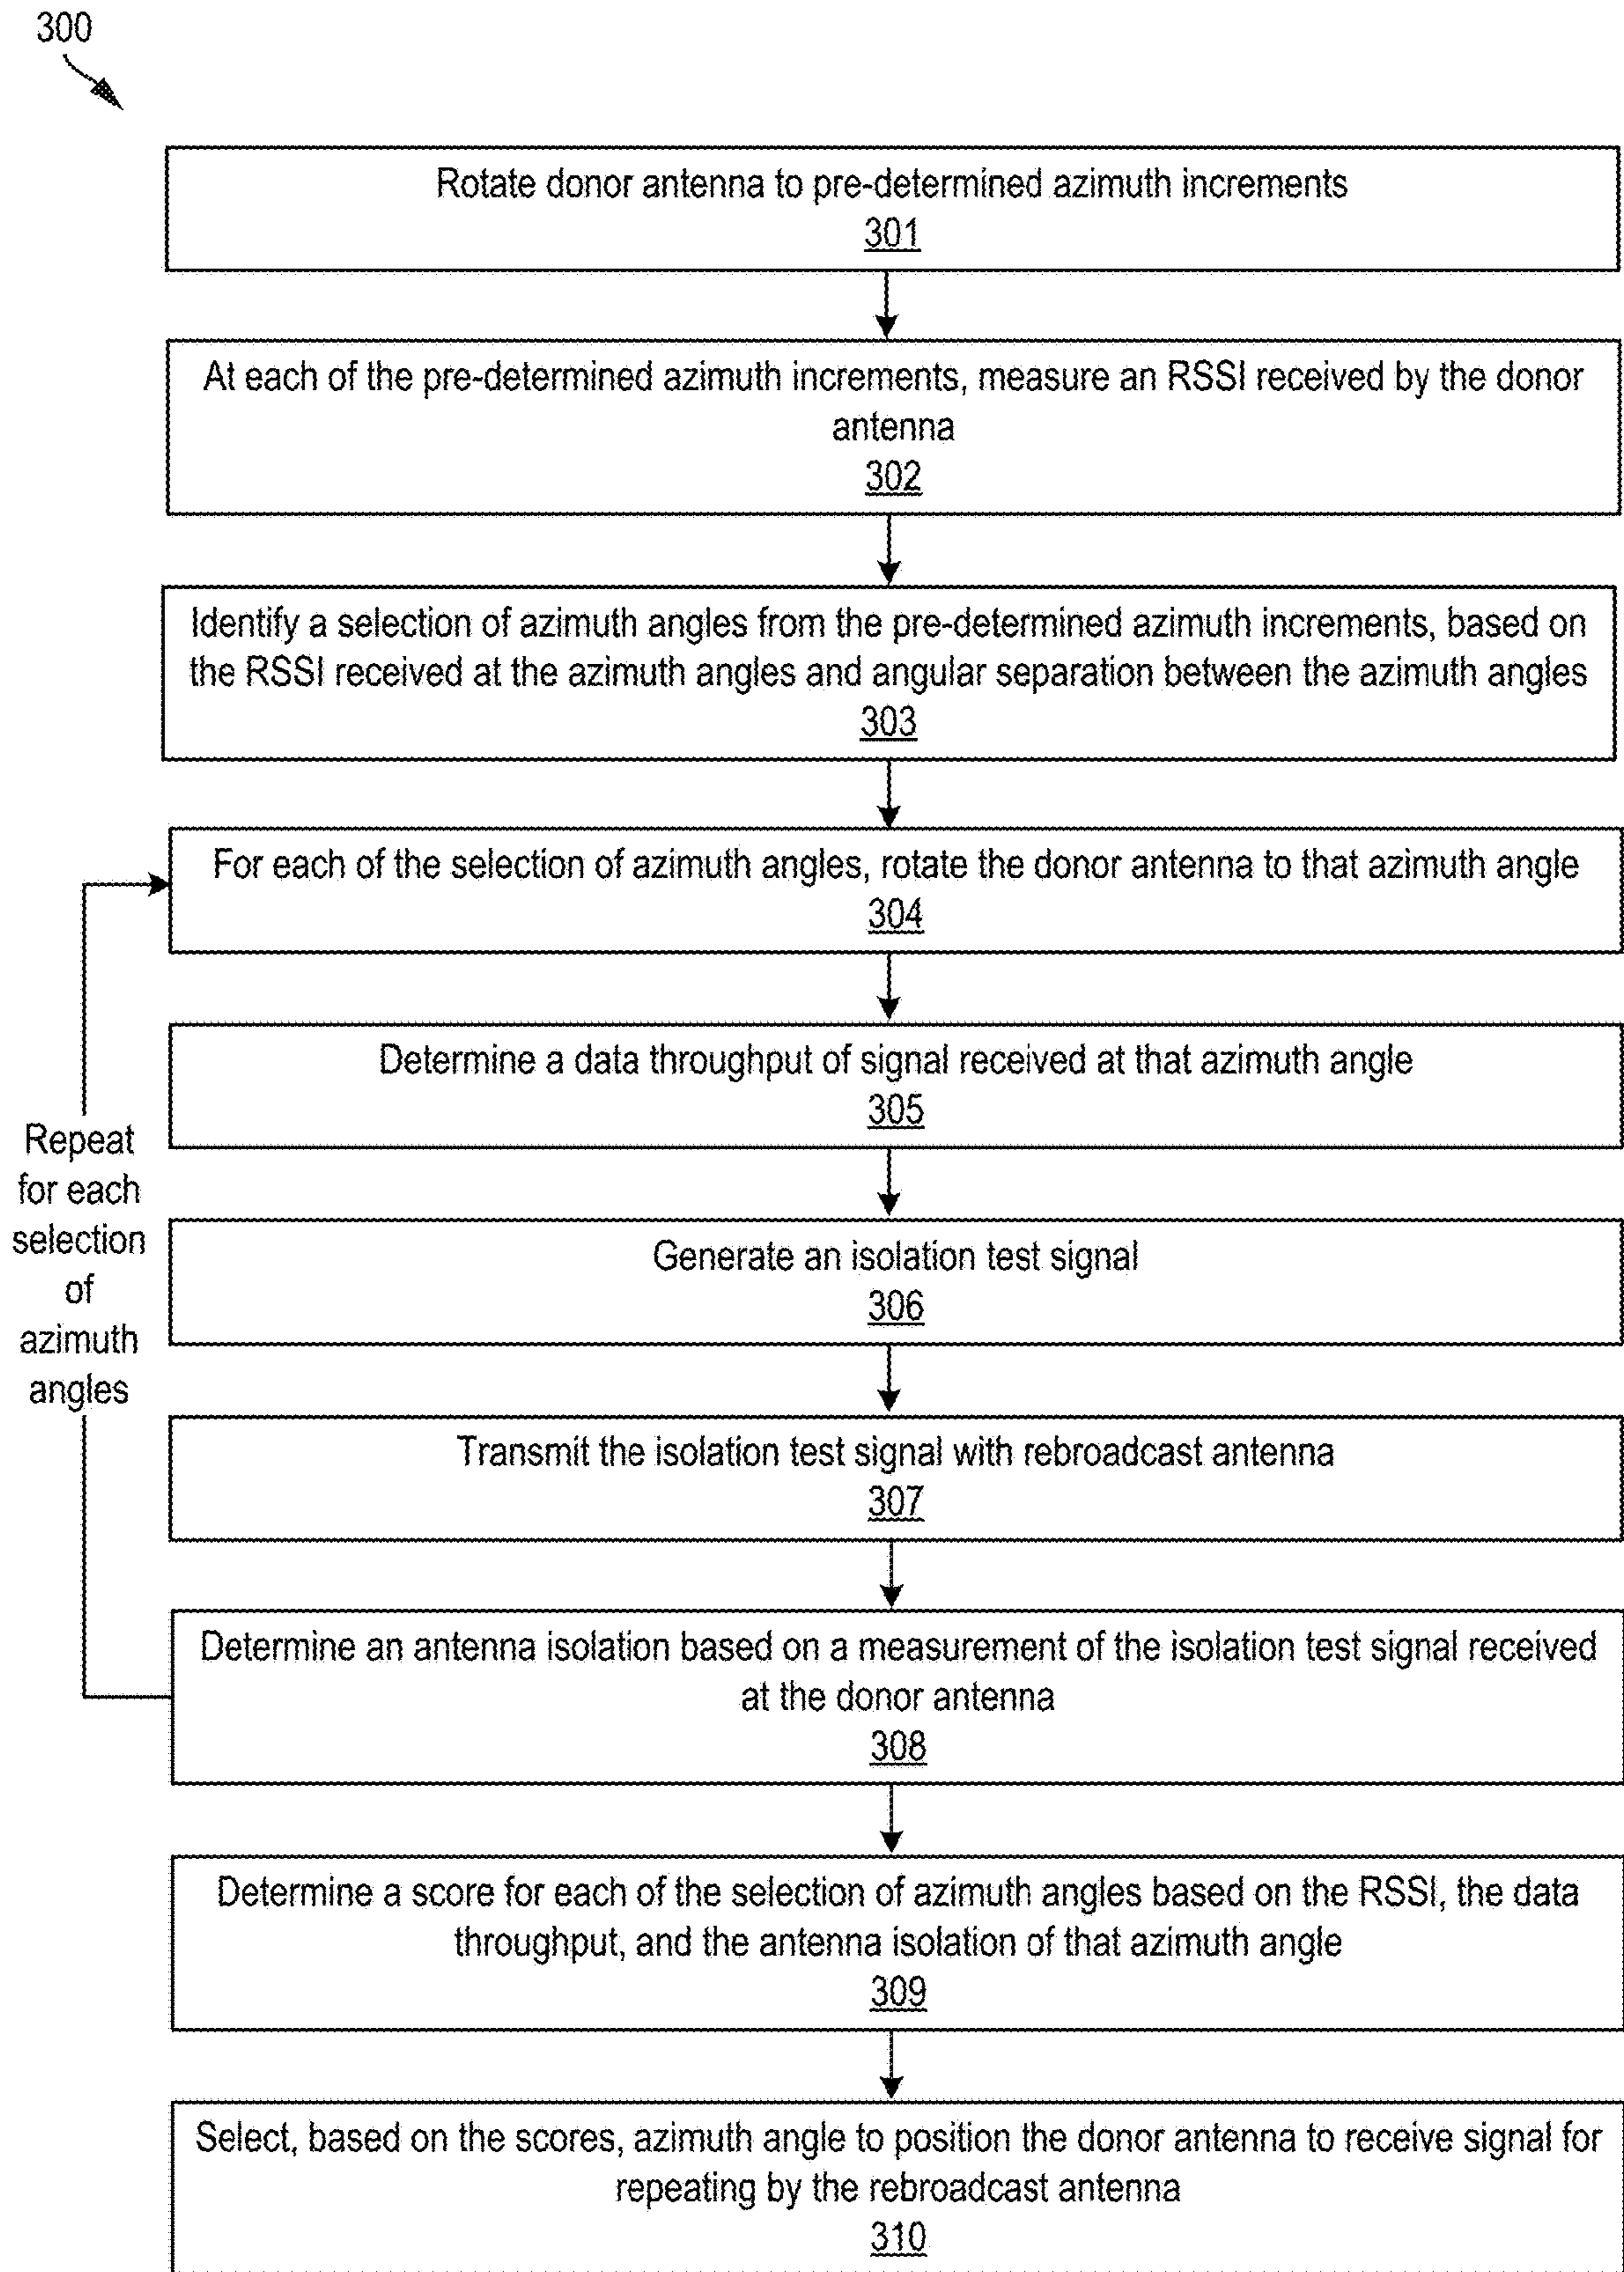 300
Rotate donor antenna to pre-determined azimuth increments
301
At each of the pre-determined azimuth increments, measure an RSSI received by the donor
antenna
302
Identify a selection of azimuth angles from the pre-determined azimuth increments, based on
the RSSI received at the azimuth angles and angular separation between the azimuth angles
303
For each of the selection of azimuth angles, rotate the donor antenna to that azimuth angle
304
Determine a data throughput of signal received at that azimuth angle
305
Repeat
for each
selection
of
azimuth
angles
Generate an isolation test signal
306
Transmit the isolation test signal with rebroadcast antenna
307
Determine an antenna isolation based on a measurement of the isolation test signal received
at the donor antenna
308
Determine a score for each of the selection of azimuth angles based on the RSSI, the data
throughput, and the antenna isolation of that azimuth angle
309
Select, based on the scores, azimuth angle to position the donor antenna to receive signal for
repeating by the rebroadcast antenna
310